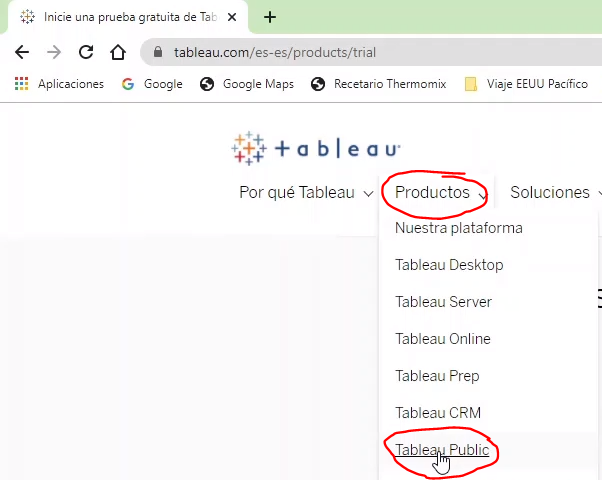 Inicie una prueba gratuita de Tab
tableau.com/es-es/products/trial
Aplicaciones Google Google Maps Recetario Thermomix Viaje EEUU Pacífico
+ableau
Por qué Tableau Productos Soluciones
Nuestra plataforma
Tableau Desktop
Tableau Server
Tableau Online
Tableau Prep
Tableau CRM
Tableau Public